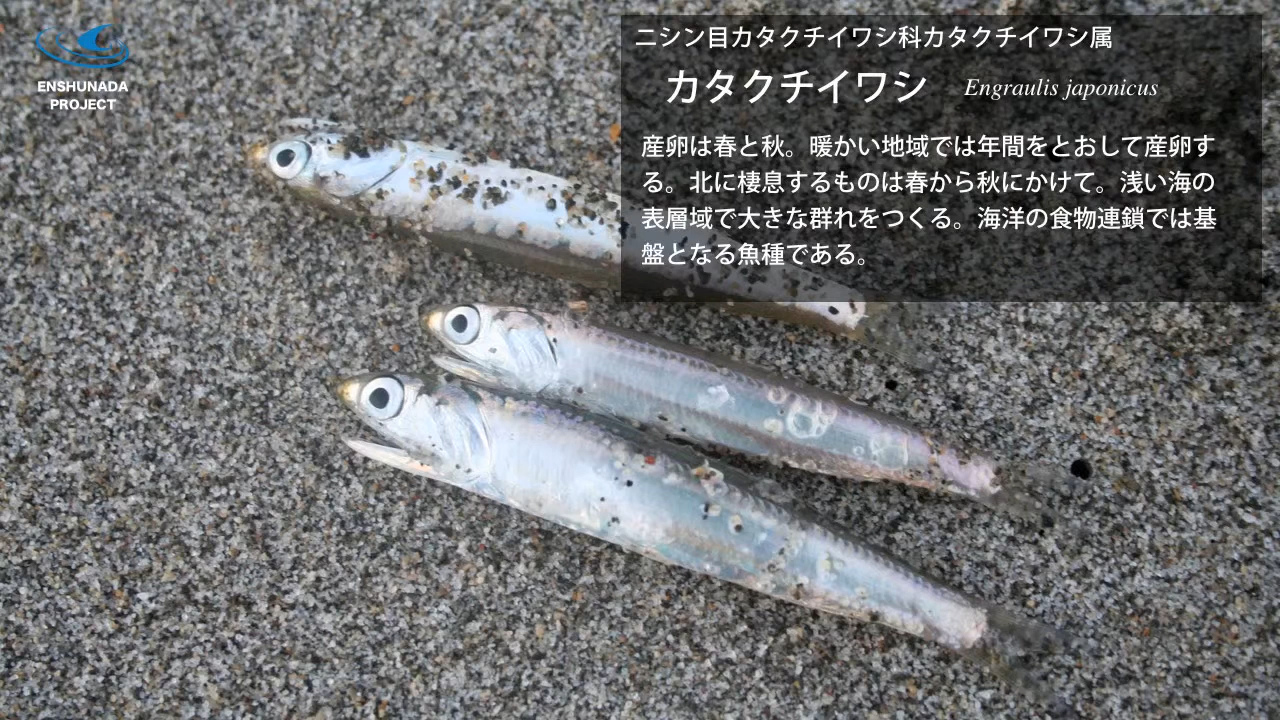 ENSHUNADA
PROJECT
ニシン目カタクチイワシ科カタクチイワシ属
カタクチイワシ Engraulis japonicus
産卵は春と秋。暖かい地域では年間をとおして産卵す
る。北に棲息するものは春から秋にかけて。浅い海の
表層域で大きな群れをつくる。海洋の食物連鎖では基
盤となる魚種である。